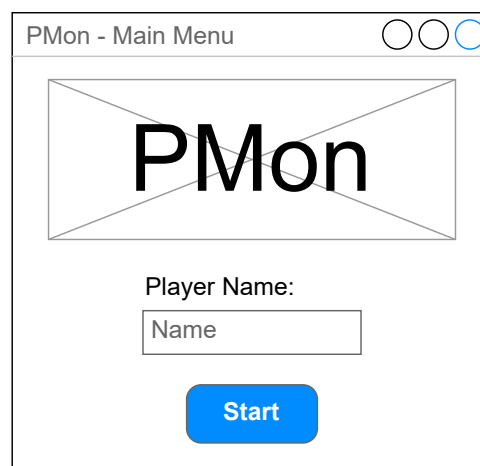 PMon - Main Menu
PMon
Player Name:
Name
Start